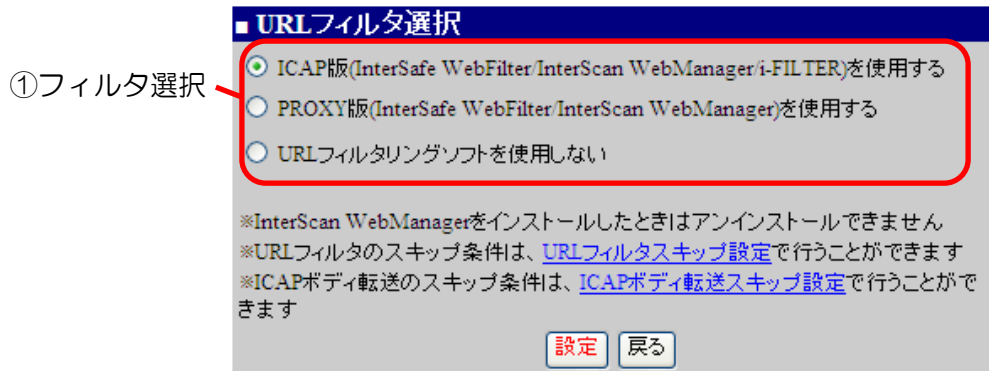 ■ URLフィルタ選択
①フィルタ選択
ICAP版(InterSafe WebFilter/InterScan WebManager/i-FILTER)を使用する
PROXY版(InterSafe WebFilter/InterScan WebManager)を使用する
URLフィルタリングソフトを使用しない
※InterScan WebManagerをインストールしたときはアンインストールできません
※URLフィルタのスキップ条件は、URLフィルタスキップ設定で行うことができます
※ICAPボディ転送のスキップ条件は、ICAPボディ転送スキップ設定で行うことがで
きます
設定 戻る